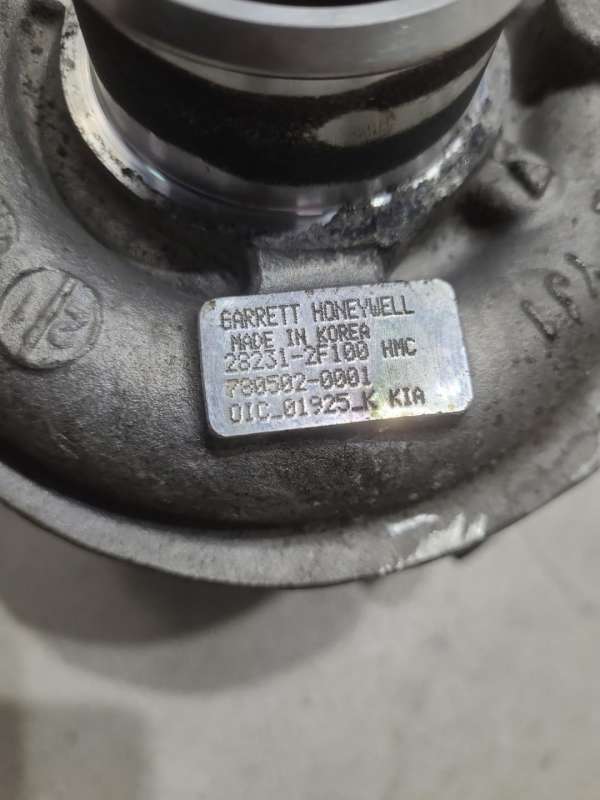 GARRETT HONEYWELL
MADE IN KOREA
28231-2F100 HMC
780502-0001
OIC_01925_K KIA